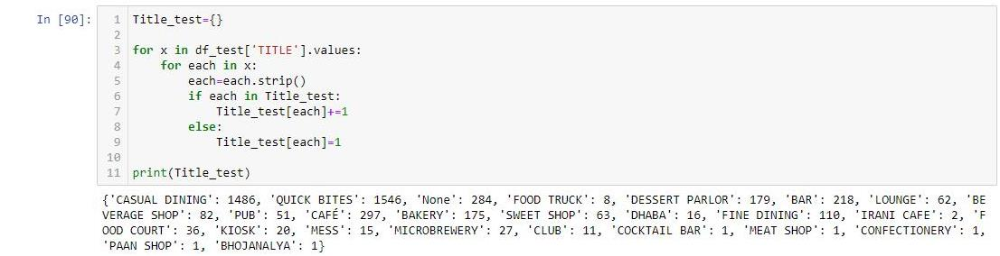 In [90]:
1 Title_test={}
2
3 for x in df_test['TITLE'].values:
4     for each in x:
5         each=each.strip()
6         if each in Title_test:
7             Title_test[each]+=1
8         else:
9             Title_test[each]=1
10
11 print(Title_test)
{'CASUAL DINING': 1486, 'QUICK BITES': 1546, 'None': 284, 'FOOD TRUCK': 8, 'DESSERT PARLOR': 179, 'BAR': 218, 'LOUNGE': 62, 'BE
VERAGE SHOP': 82, 'PUB': 51, 'CAFÉ': 297, 'BAKERY': 175, 'SWEET SHOP': 63, 'DHABA': 16, 'FINE DINING': 110, 'IRANI CAFE': 2, 'F
OOD COURT': 36, 'KIOSK': 20, 'MESS': 15, 'MICROBREWERY': 27, 'CLUB': 11, 'COCKTAIL BAR': 1, 'MEAT SHOP': 1, 'CONFECTIONERY': 1,
'PAAN SHOP': 1, 'BHOJANALYA': 1}